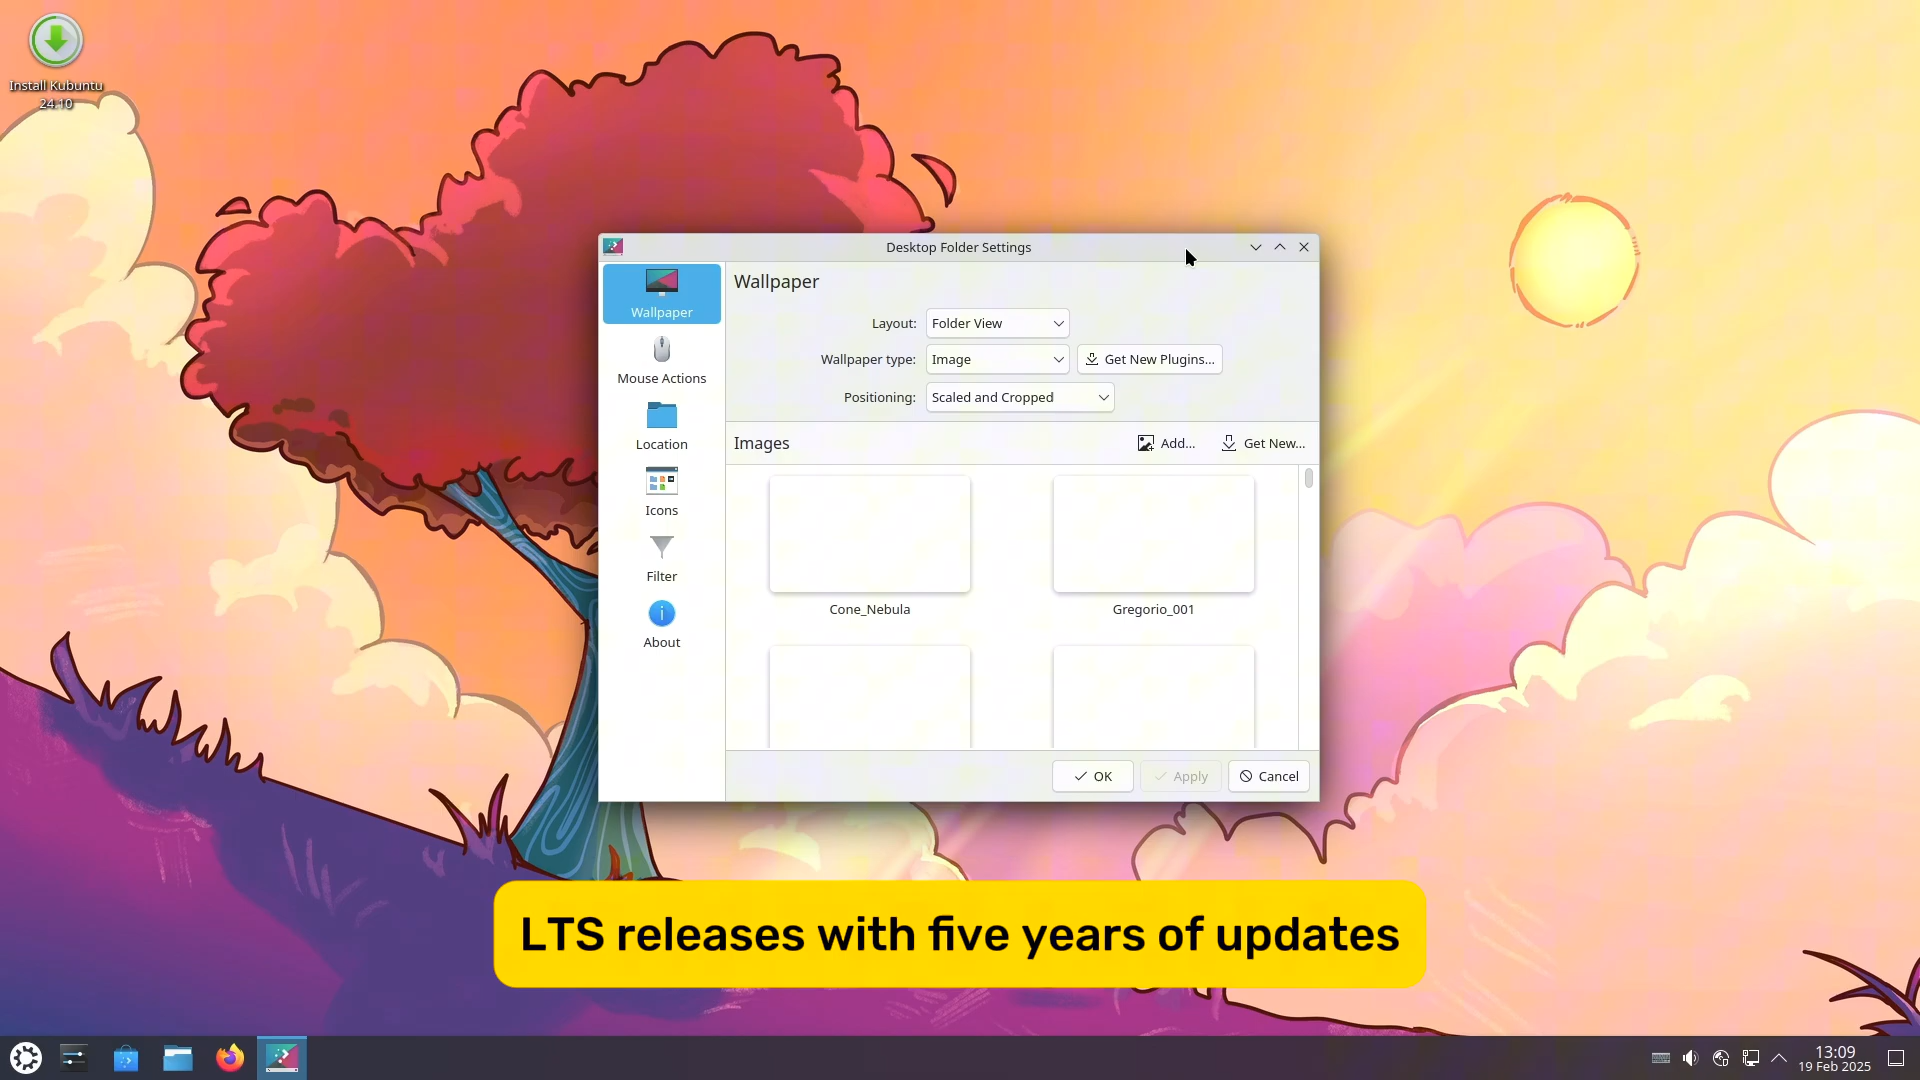 Install Kubuntu
24.10
Desktop Folder Settings
Wallpaper
Mouse Actions
Location
Icons
Filter
About
Wallpaper
Layout: Folder View
Wallpaper type: Image Get New Plugins...
Positioning: Scaled and Cropped
Images Add... Get New...
Cone_Nebula Gregorio_001
OK Apply Cancel
LTS releases with five years of updates
13:09
19 Feb 2025